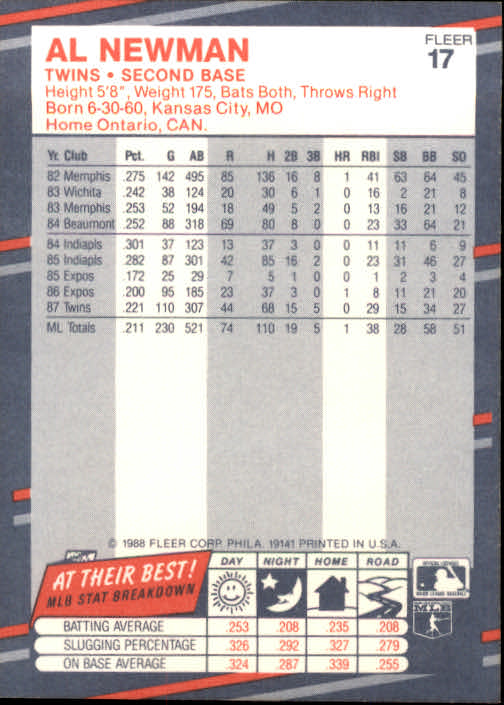 AL NEWMAN
FLEER
17
TWINS • SECOND BASE
Height 5'8", Weight 175, Bats Both, Throws Right
Born 6-30-60, Kansas City, MO
Home Ontario, CAN.
Yr. Club Pct. G AB R H 2B 3B HR RBI SB BB SO
82 Memphis .275 142 495 85 136 16 8 1 41 63 64 45
83 Wichita .242 38 124 20 30 6 1 0 16 2 21 8
83 Memphis .253 52 194 18 49 5 2 0 13 16 21 12
84 Beaumont .252 88 318 69 80 8 0 0 23 33 64 21
84 Indiapls .301 37 123 13 37 3 0 0 11 11 6 9
85 Indiapls .282 87 301 42 85 16 2 0 23 31 46 27
85 Expos .172 25 29 7 5 1 0 0 1 2 3 4
86 Expos .200 95 185 23 37 3 0 1 8 11 21 20
87 Twins .221 110 307 44 68 15 5 0 29 15 34 27
ML Totals .211 230 521 74 110 19 5 1 38 28 58 51
© 1988 FLEER CORP. PHILA. 19141 PRINTED IN U.S.A.
AT THEIR BEST!
MLB STAT BREAKDOWN
DAY NIGHT HOME ROAD
BATTING AVERAGE .253 .208 .235 .208
SLUGGING PERCENTAGE .326 .292 .327 .279
ON BASE AVERAGE .324 .287 .339 .255